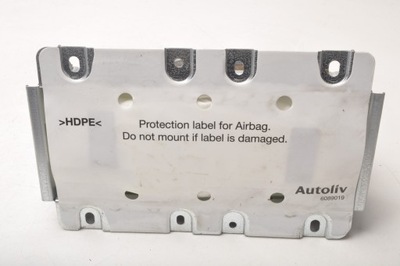 >HDPE<
Protection label for Airbag.
Do not mount if label is damaged.
Autoliv
6089019